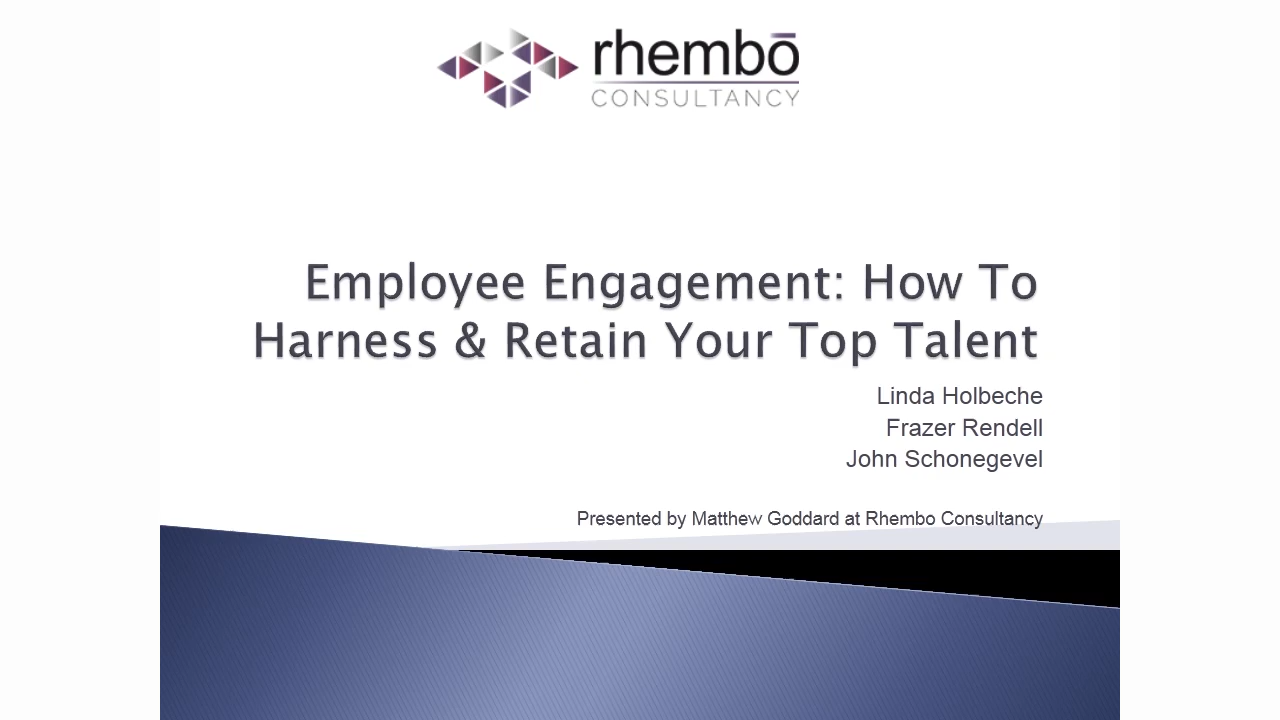 rhembō
CONSULTANCY
Employee Engagement: How To
Harness & Retain Your Top Talent
Linda Holbeche
Frazer Rendell
John Schonegevel
Presented by Matthew Goddard at Rhembo Consultancy